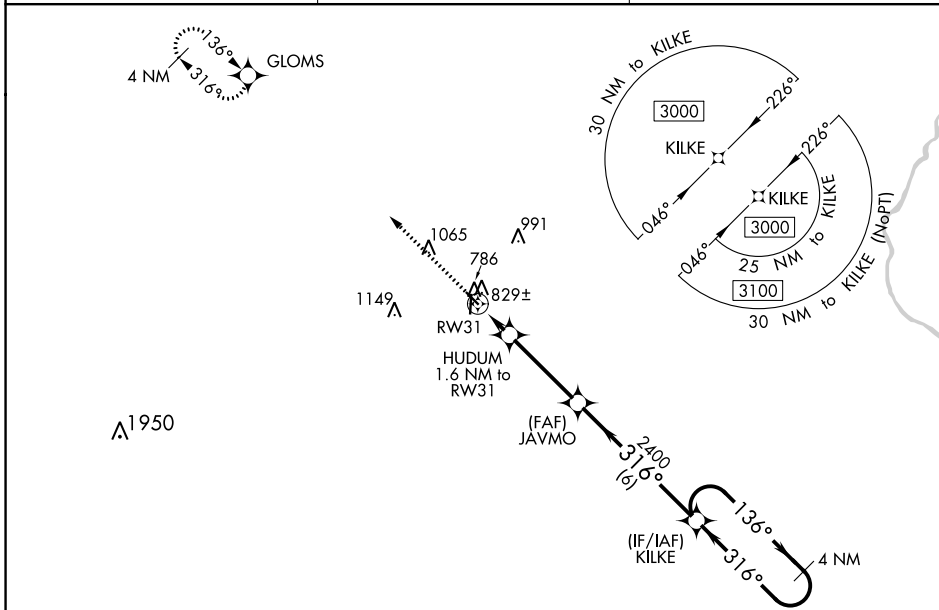 136°
316°
4 NM
GLOMS
30 NM to KILKE
3000
226°
KILKE
046°
226°
KILKE
3000
046°
25 NM to KILKE
3100
30 NM to KILKE (NoPT)
1065
991
786
829±
1149
RW31
HUDUM
1.6 NM to
RW31
1950
(FAF)
JAVMO
2400
316°
(6)
(IF/IAF)
KILKE
136°
316°
4 NM